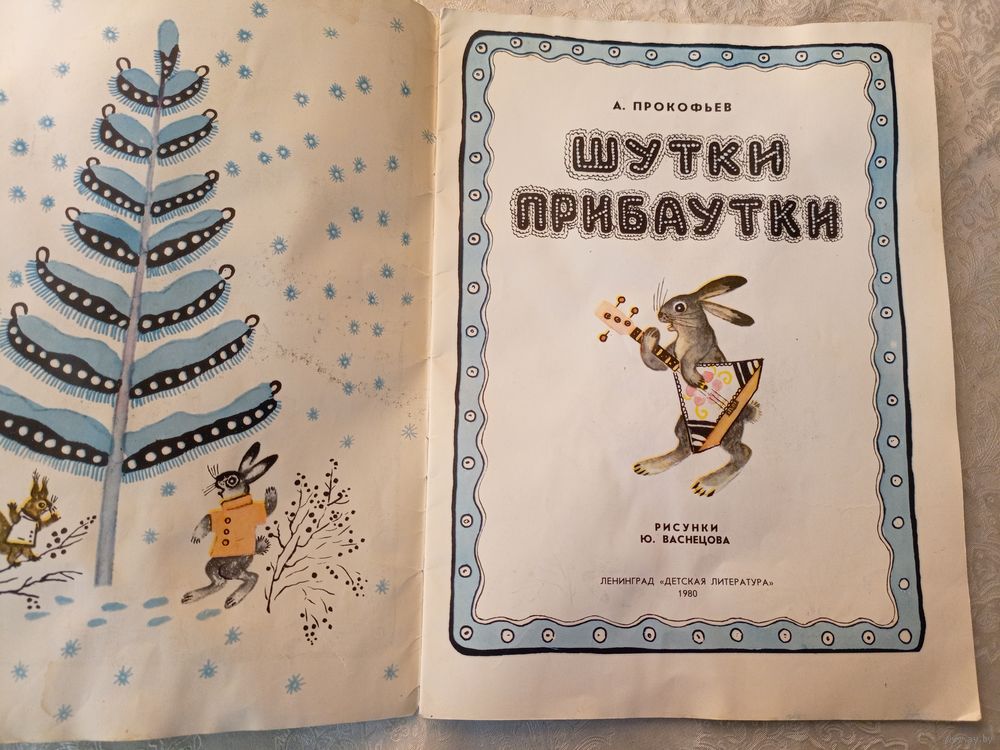 А. ПРОКОФЬЕВ
ШУТКИ
ПРИБАУТКИ
РИСУНКИ
Ю. ВАСНЕЦОВА
ЛЕНИНГРАД «ДЕТСКАЯ ЛИТЕРАТУРА»
1980